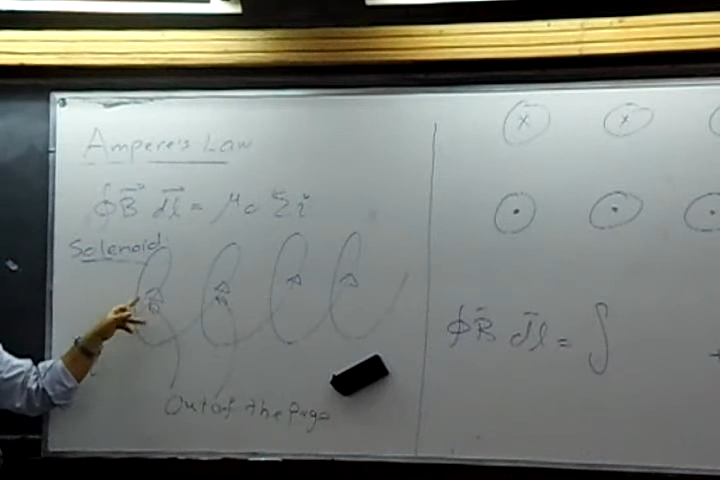 Ampere's Law
∮B⃗ dl⃗ = μ₀ Σi
Solenoid
Out of the page
x x
∮B⃗ dl⃗ = ∫